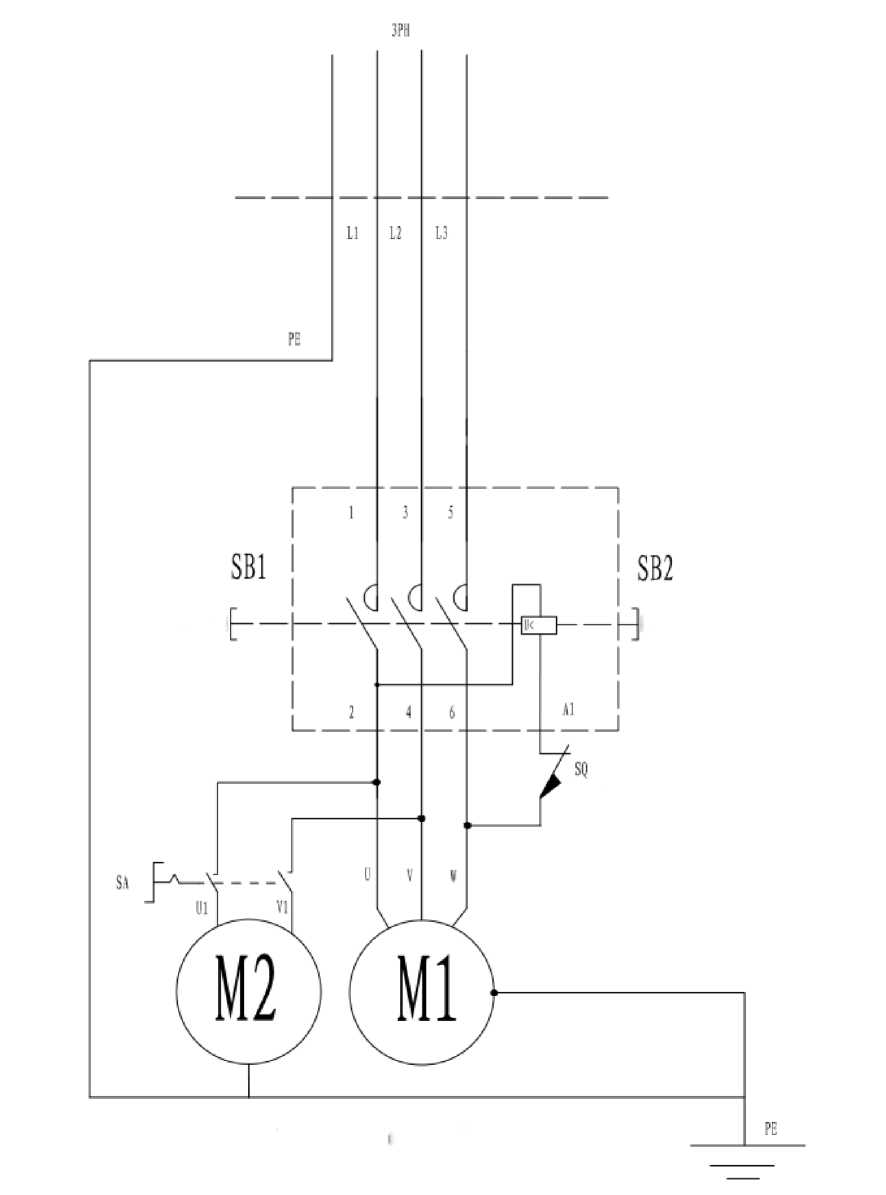 3PH
L1 L2 L3
PE
1 3 5
SB1 SB2
U<
2 4 6 A1
SQ
U V W
SA
U1 V1
M2 M1
PE